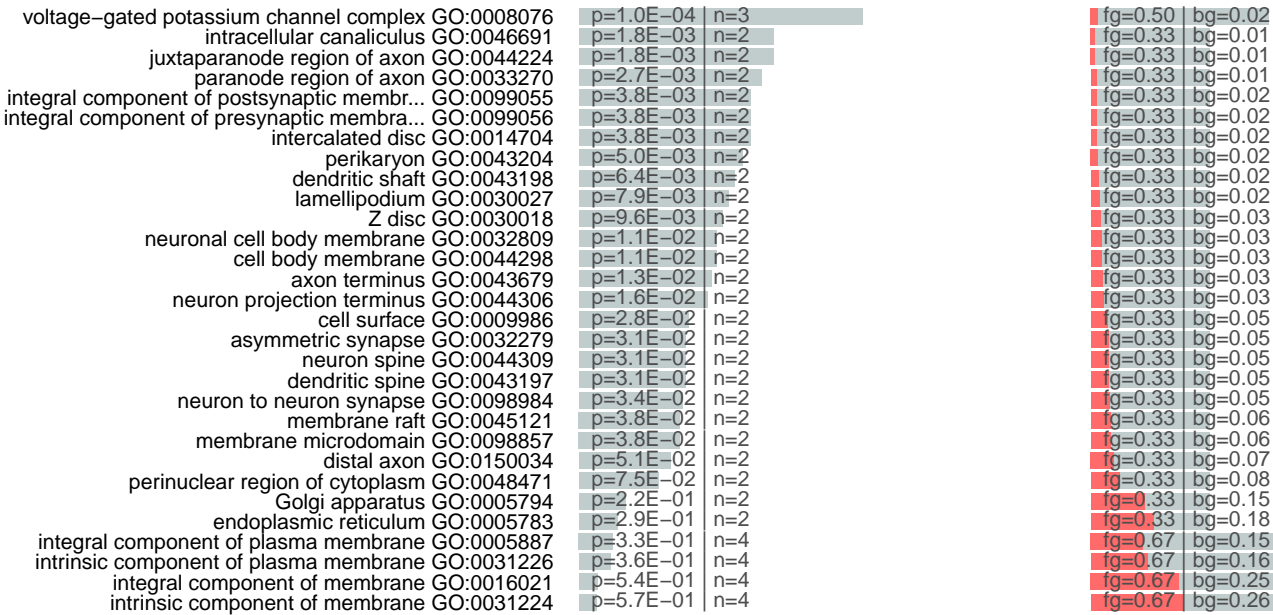 voltage−gated potassium channel complex GO:0008076 p=1.0E−04 | n=3 fg=0.50 | bg=0.02
intracellular canaliculus GO:0046691 p=1.8E−03 | n=2 fg=0.33 | bg=0.01
juxtaparanode region of axon GO:0044224 p=1.8E−03 | n=2 fg=0.33 | bg=0.01
paranode region of axon GO:0033270 p=2.7E−03 | n=2 fg=0.33 | bg=0.01
integral component of postsynaptic membr... GO:0099055 p=3.8E−03 | n=2 fg=0.33 | bg=0.02
integral component of presynaptic membra... GO:0099056 p=3.8E−03 | n=2 fg=0.33 | bg=0.02
intercalated disc GO:0014704 p=3.8E−03 | n=2 fg=0.33 | bg=0.02
perikaryon GO:0043204 p=5.0E−03 | n=2 fg=0.33 | bg=0.02
dendritic shaft GO:0043198 p=6.4E−03 | n=2 fg=0.33 | bg=0.02
lamellipodium GO:0030027 p=7.9E−03 | n=2 fg=0.33 | bg=0.02
Z disc GO:0030018 p=9.6E−03 | n=2 fg=0.33 | bg=0.03
neuronal cell body membrane GO:0032809 p=1.1E−02 | n=2 fg=0.33 | bg=0.03
cell body membrane GO:0044298 p=1.1E−02 | n=2 fg=0.33 | bg=0.03
axon terminus GO:0043679 p=1.3E−02 | n=2 fg=0.33 | bg=0.03
neuron projection terminus GO:0044306 p=1.6E−02 | n=2 fg=0.33 | bg=0.03
cell surface GO:0009986 p=2.8E−02 | n=2 fg=0.33 | bg=0.05
asymmetric synapse GO:0032279 p=3.1E−02 | n=2 fg=0.33 | bg=0.05
neuron spine GO:0044309 p=3.1E−02 | n=2 fg=0.33 | bg=0.05
dendritic spine GO:0043197 p=3.1E−02 | n=2 fg=0.33 | bg=0.05
neuron to neuron synapse GO:0098984 p=3.4E−02 | n=2 fg=0.33 | bg=0.05
membrane raft GO:0045121 p=3.8E−02 | n=2 fg=0.33 | bg=0.06
membrane microdomain GO:0098857 p=3.8E−02 | n=2 fg=0.33 | bg=0.06
distal axon GO:0150034 p=5.1E−02 | n=2 fg=0.33 | bg=0.07
perinuclear region of cytoplasm GO:0048471 p=7.5E−02 | n=2 fg=0.33 | bg=0.08
Golgi apparatus GO:0005794 p=2.2E−01 | n=2 fg=0.33 | bg=0.15
endoplasmic reticulum GO:0005783 p=2.9E−01 | n=2 fg=0.33 | bg=0.18
integral component of plasma membrane GO:0005887 p=3.3E−01 | n=4 fg=0.67 | bg=0.15
intrinsic component of plasma membrane GO:0031226 p=3.6E−01 | n=4 fg=0.67 | bg=0.16
integral component of membrane GO:0016021 p=5.4E−01 | n=4 fg=0.67 | bg=0.25
intrinsic component of membrane GO:0031224 p=5.7E−01 | n=4 fg=0.67 | bg=0.26